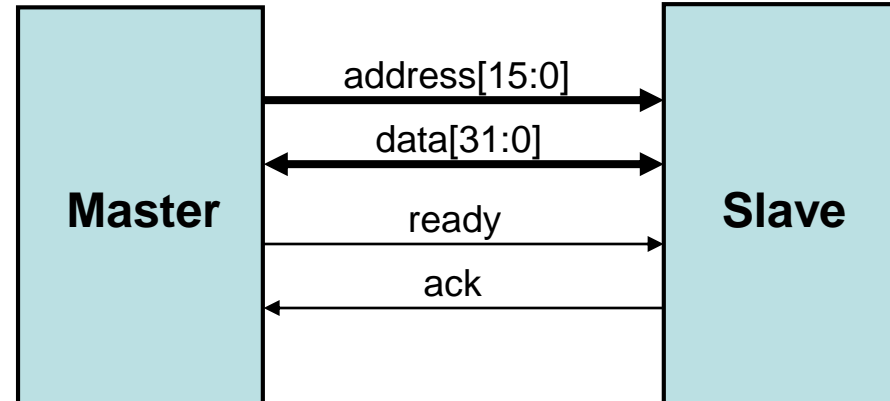 address[15:0]
data[31:0]
Master
ready
Slave
ack